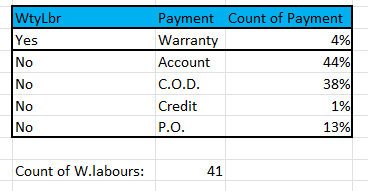 WtyLbr Payment Count of Payment
Yes Warranty 4%
No Account 44%
No C.O.D. 38%
No Credit 1%
No P.O. 13%
Count of W.labours: 41